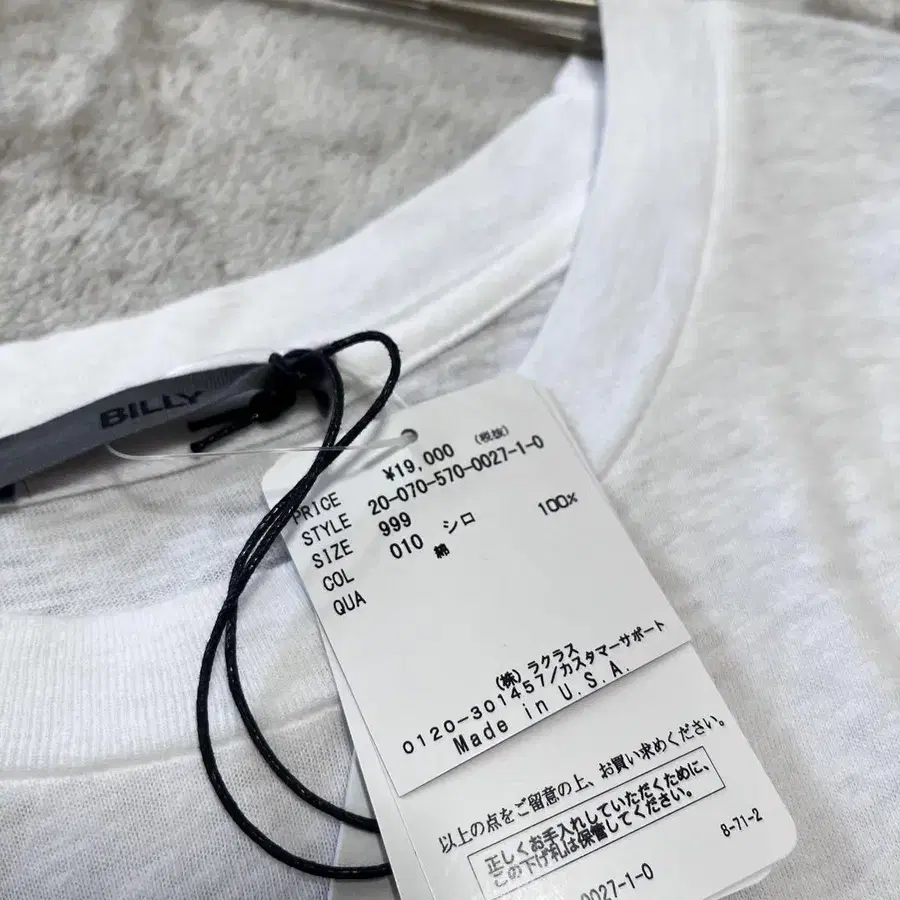 BILLY
PRICE ¥19,000 (税抜)
STYLE 20-070-570-0027-1-0
SIZE 999
COL 010 シロ
QUA 綿 100%
(株) ラクラス
0120-301457/カスタマーサポート
Made in U.S.A.
以上の点をご留意の上、お買い求めください。
正しくお手入れしていただくために、
この下げ札は保管してください。
8-71-2
0027-1-0